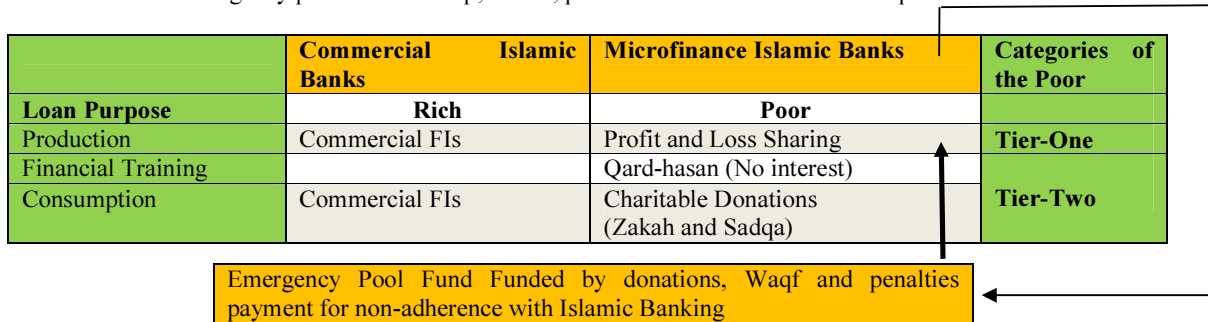 Commercial Islamic Banks
Microfinance Islamic Banks
Categories of the Poor
Loan Purpose
Rich
Poor
Production
Commercial FIs
Profit and Loss Sharing
Tier-One
Financial Training
Qard-hasan (No interest)
Consumption
Commercial FIs
Charitable Donations
(Zakah and Sadqa)
Tier-Two
Emergency Pool Fund Funded by donations, Waqf and penalties
payment for non-adherence with Islamic Banking